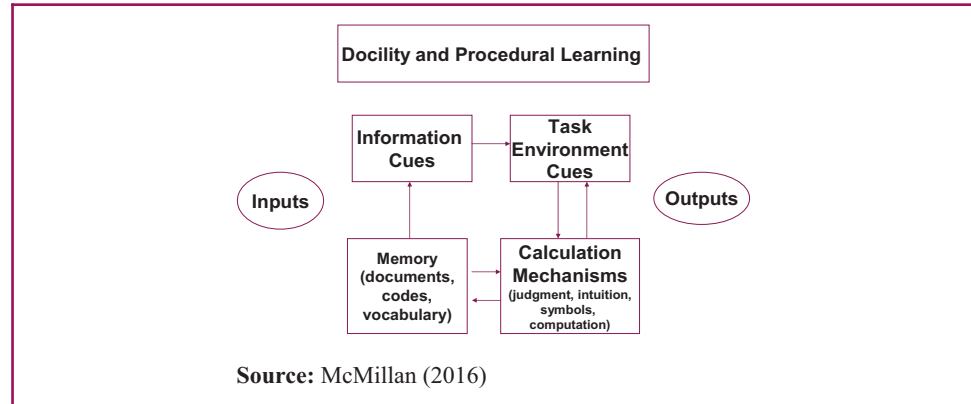 Docility and Procedural Learning
Information
Cues
Task
Environment
Cues
Inputs
Outputs
Memory
(documents,
codes,
vocabulary)
Calculation
Mechanisms
(judgment, intuition,
symbols,
computation)
Source: McMillan (2016)